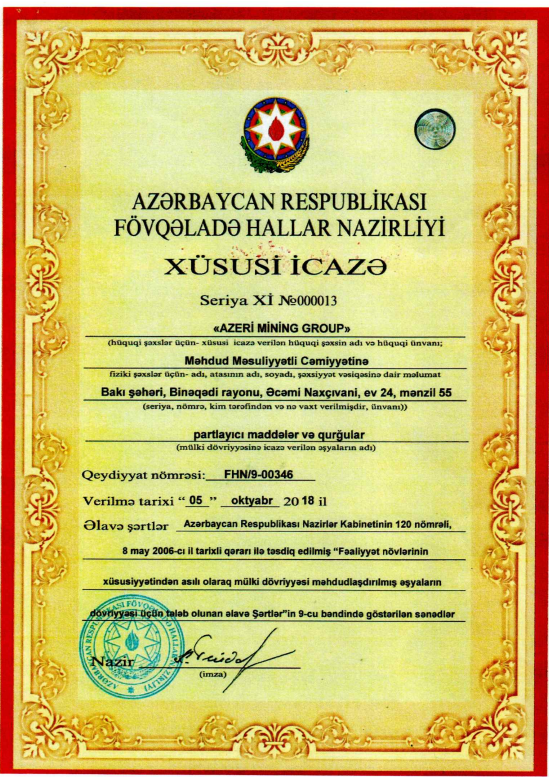 AZƏRBAYCAN RESPUBLİKASI
FÖVQƏLADƏ HALLAR NAZİRLİYİ
XÜSUSİ İCAZƏ
Seriya Xİ №000013
«AZERI MINING GROUP»
(hüquqi şəxslər üçün- xüsusi icazə verilən hüquqi şəxsin adı və hüquqi ünvanı;
Məhdud Məsuliyyətli Cəmiyyətinə
fiziki şəxslər üçün- adı, atasının adı, soyadı, şəxsiyyət vəsiqəsinə dair məlumat
Bakı şəhəri, Binəqədi rayonu, Əcəmi Naxçıvani, ev 24, mənzil 55
(seriya, nömrə, kim tərəfindən və nə vaxt verilmişdir, ünvanı))
partlayıcı maddələr və qurğular
(mülki dövriyyəsinə icazə verilən əşyaların adı)
Qeydiyyat nömrəsi: FHN/9-00346
Verilmə tarixi “ 05 ” oktyabr 2018 il
Əlavə şərtlər Azərbaycan Respublikası Nazirlər Kabinetinin 120 nömrəli,
8 may 2006-cı il tarixli qərarı ilə təsdiq edilmiş “Fəaliyyət növlərinin
xüsusiyyətindən asılı olaraq mülki dövriyyəsi məhdudlaşdırılmış əşyaların
dövriyyəsi üçün tələb olunan əlavə Şərtlər”in 9-cu bəndində göstərilən sənədlər
Nazir
(imza)